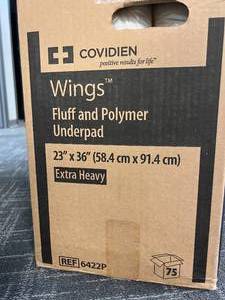 COVIDIEN
positive results for life™
Wings™
Fluff and Polymer
Underpad
23" x 36" (58.4 cm x 91.4 cm)
Extra Heavy
REF 6422P
75